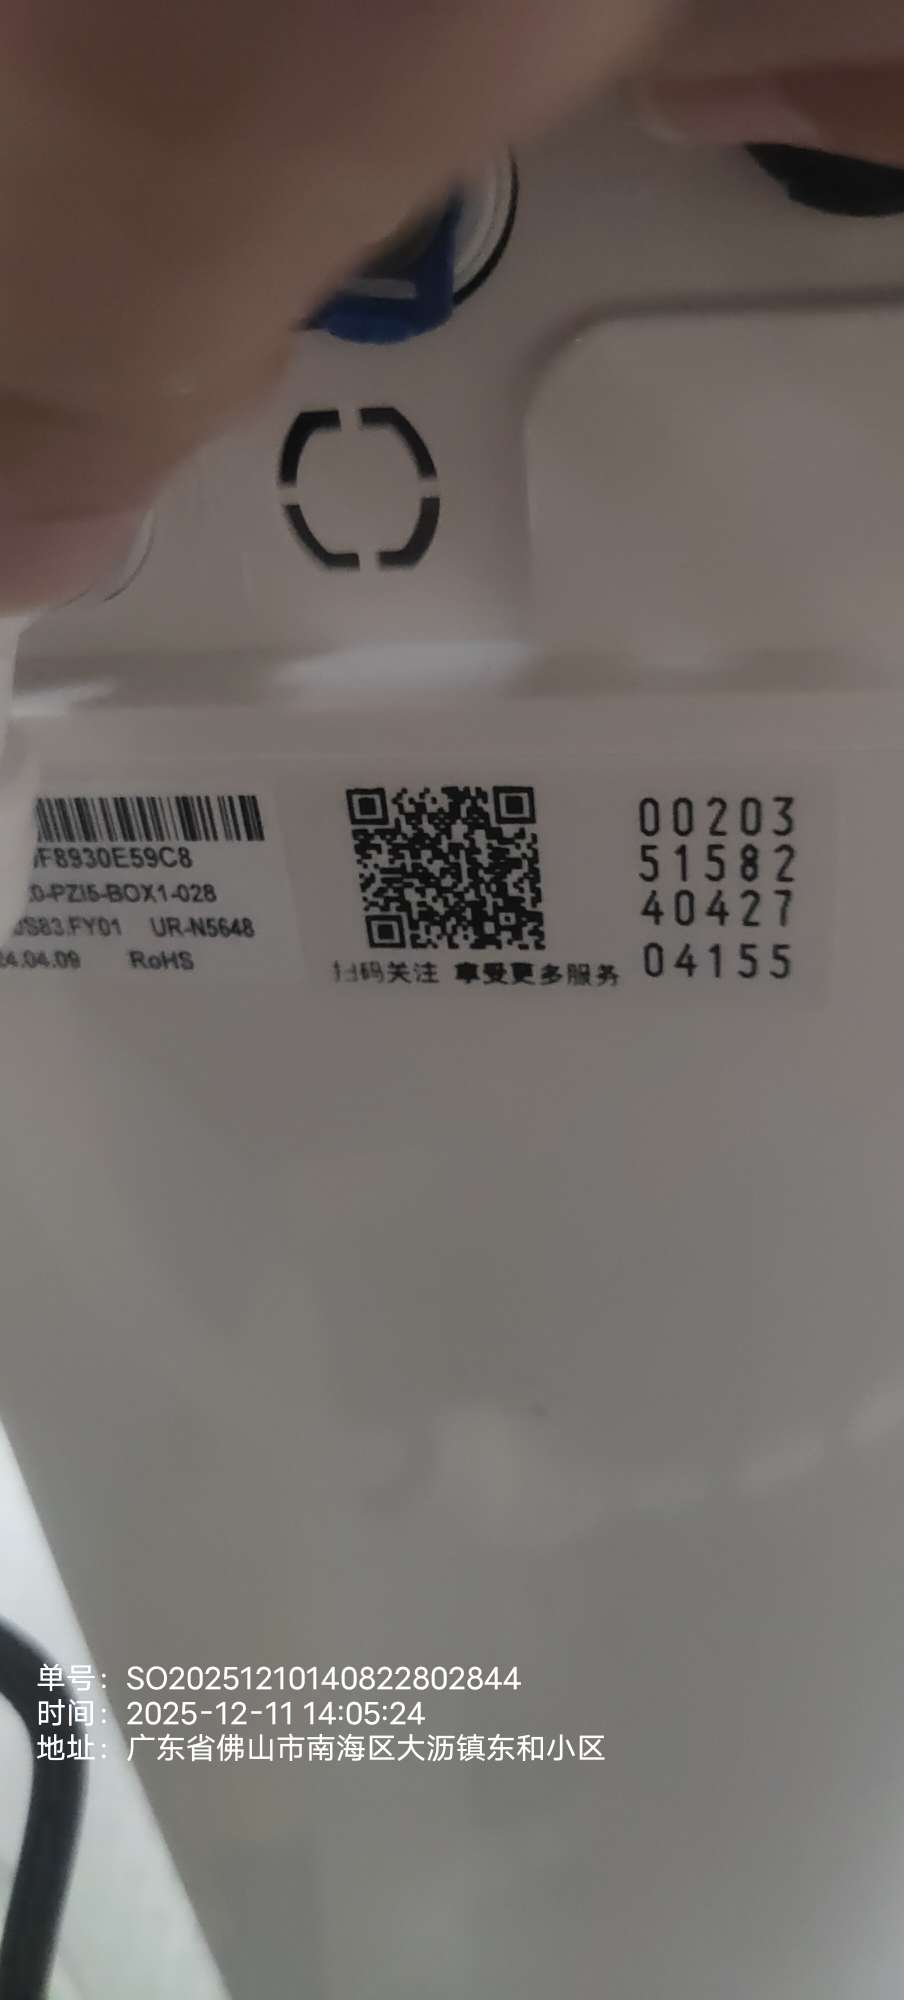 F8930E59C8
0-PZI5-BOX1-028
S83.FY01 UR-N5648
4.04.09 RoHS
扫码关注 享受更多服务
00203
51582
40427
04155
单号：SO20251210140822802844
时间：2025-12-11 14:05:24
地址：广东省佛山市南海区大沥镇东和小区